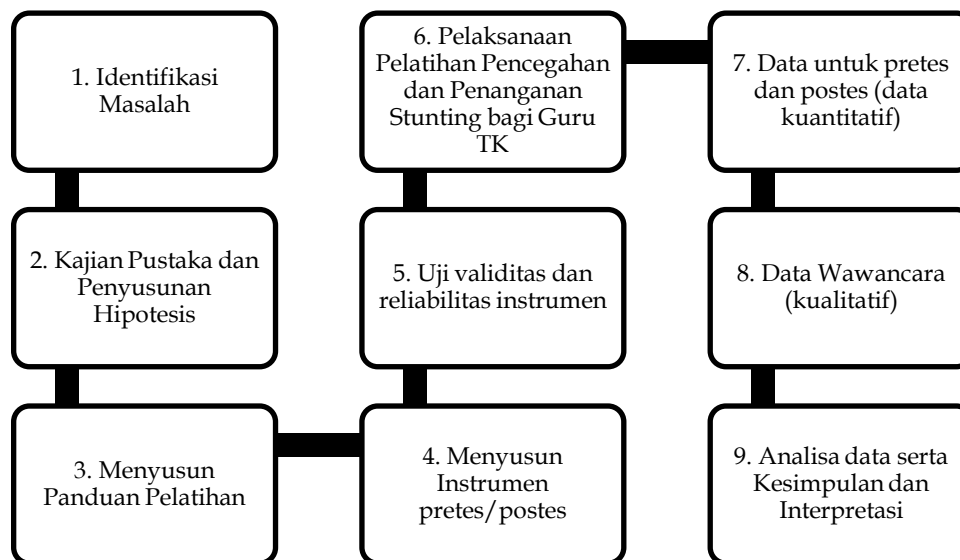 1. Identifikasi
Masalah
2. Kajian Pustaka dan
Penyusunan
Hipotesis
3. Menyusun
Panduan Pelatihan
4. Menyusun
Instrumen
pretes/postes
5. Uji validitas dan
reliabilitas instrumen
6. Pelaksanaan
Pelatihan Pencegahan
dan Penanganan
Stunting bagi Guru
TK
7. Data untuk pretes
dan postes (data
kuantitatif)
8. Data Wawancara
(kualitatif)
9. Analisa data serta
Kesimpulan dan
Interpretasi